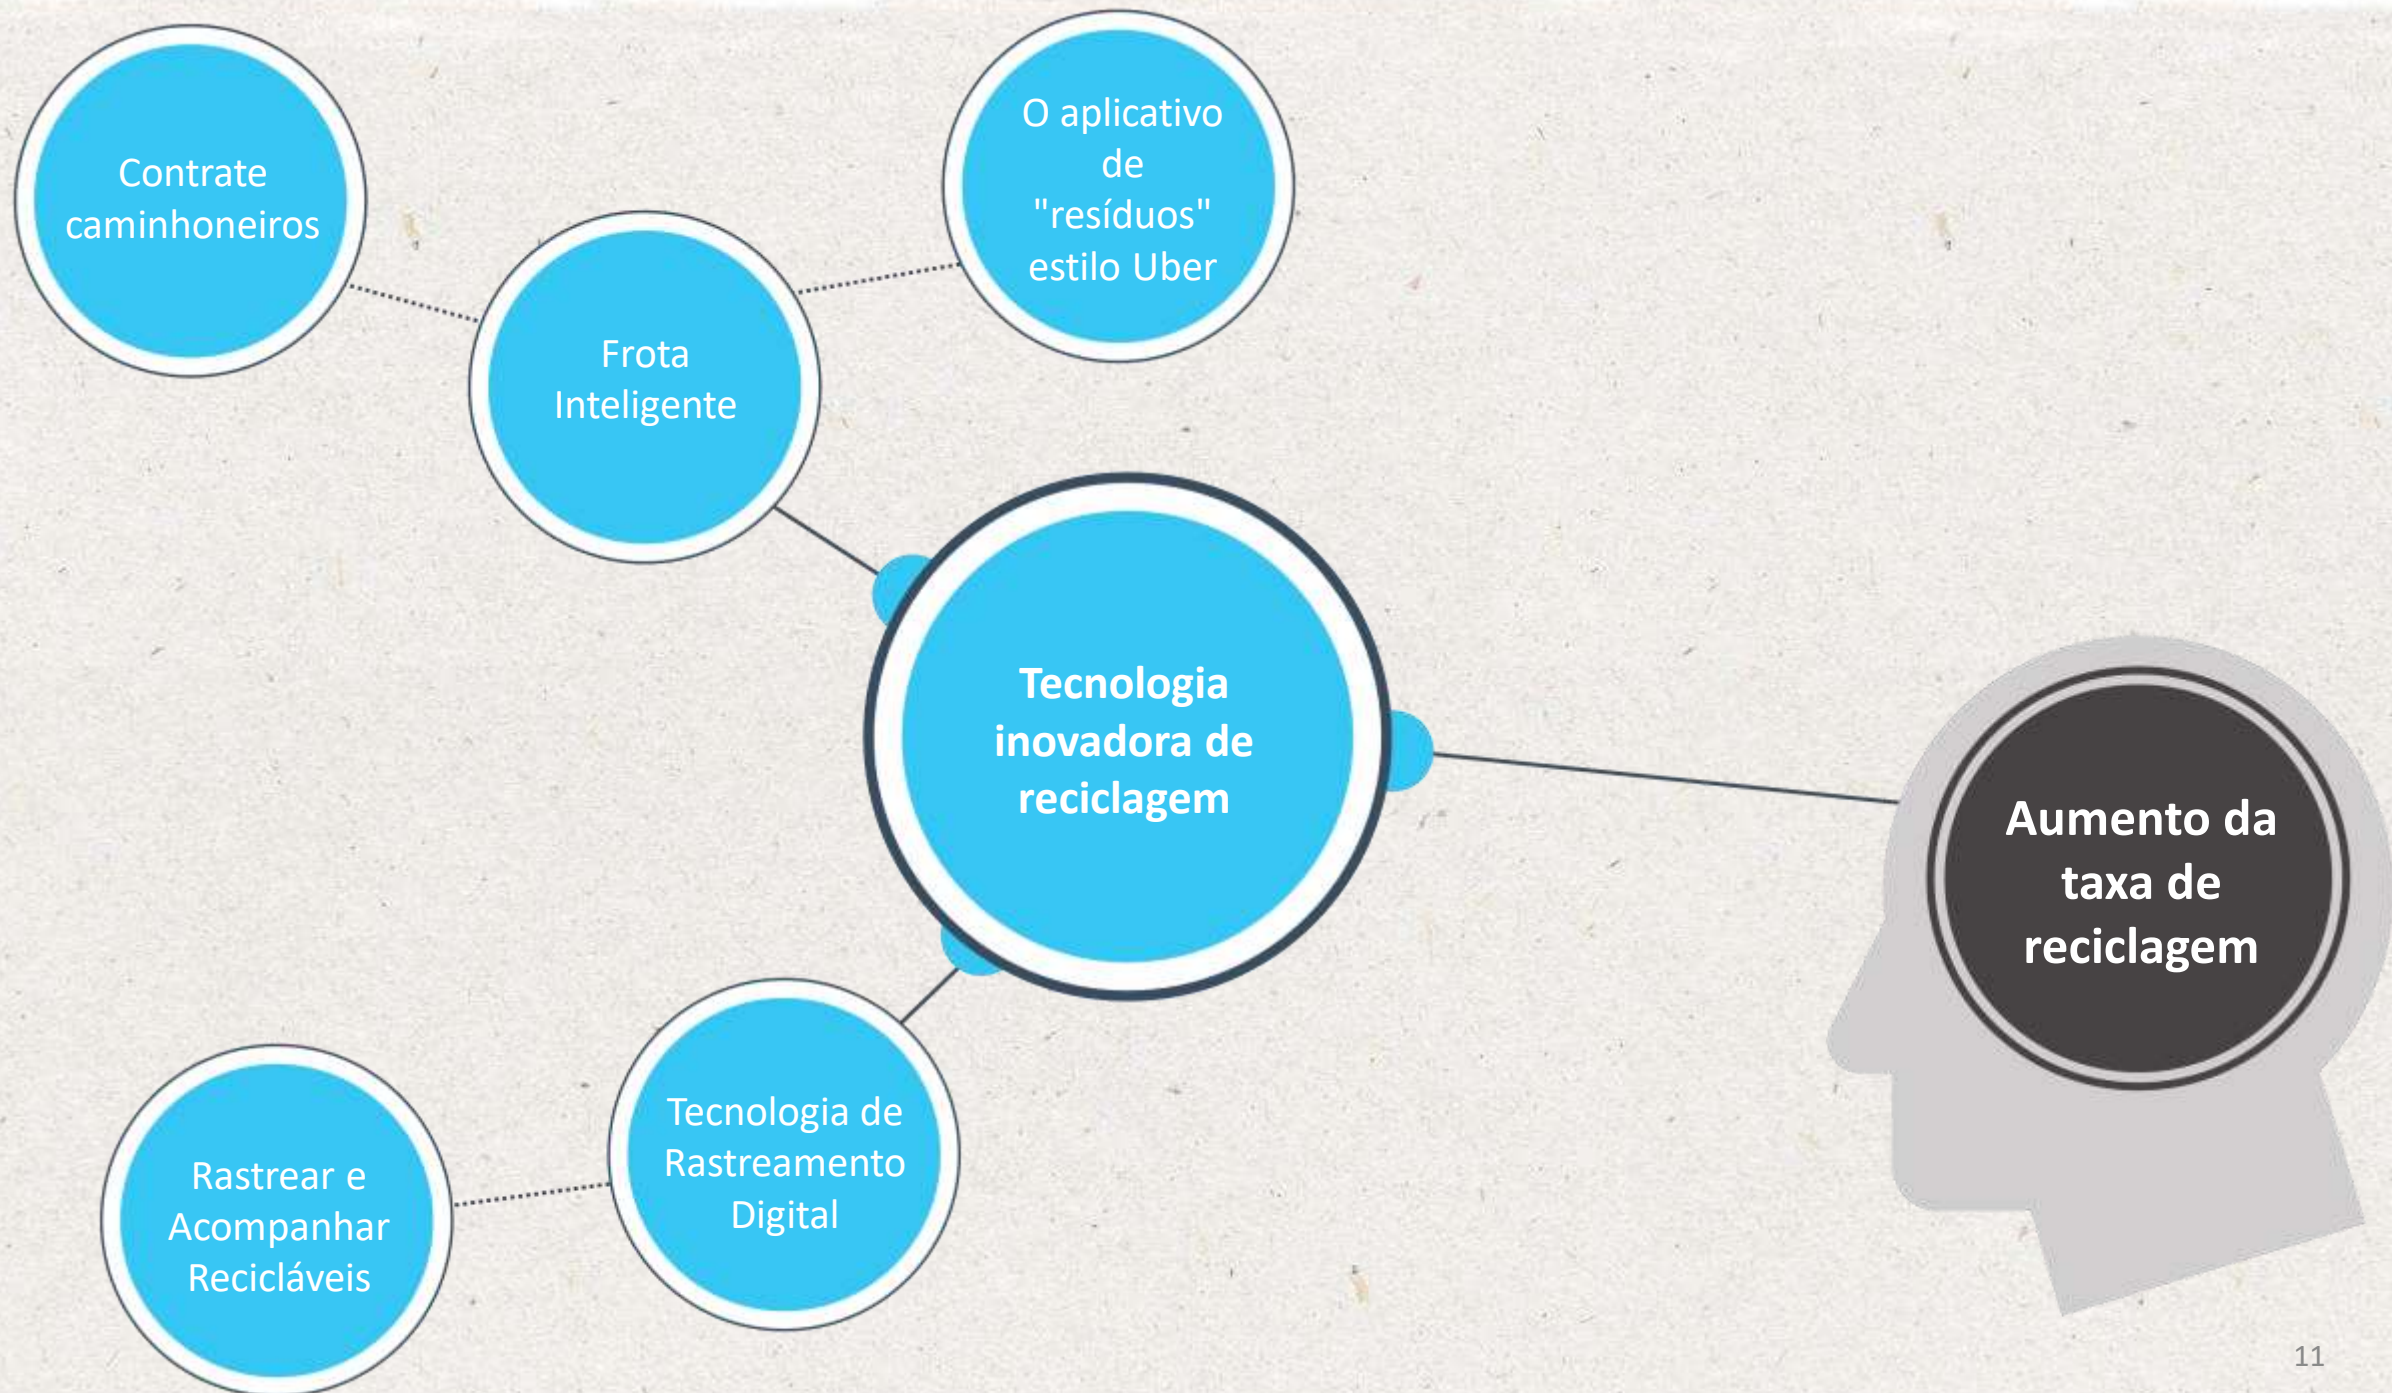 Contrate
caminhoneiros
O aplicativo
de
"resíduos"
estilo Uber
Frota
Inteligente
Tecnologia
inovadora de
reciclagem
Aumento da
taxa de
reciclagem
Tecnologia de
Rastreamento
Digital
Rastrear e
Acompanhar
Recicláveis
11